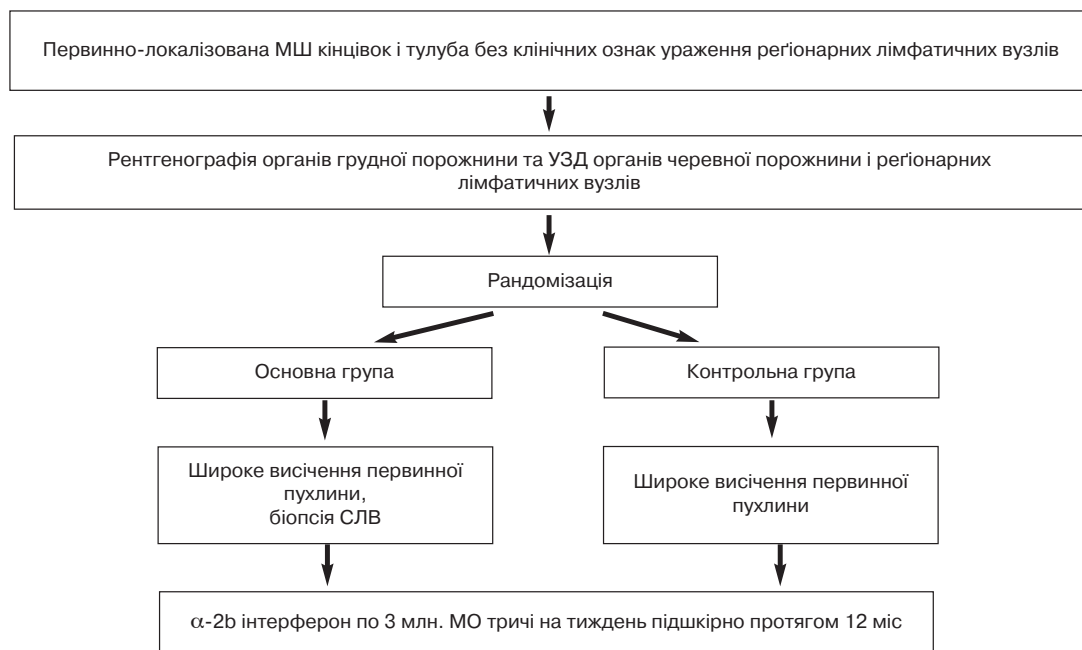 Первинно-локалізована МШ кінцівок і тулуба без клінічних ознак ураження реґіонарних лімфатичних вузлів
Рентгенографія органів грудної порожнини та УЗД органів черевної порожнини і реґіонарних
лімфатичних вузлів
Рандомізація
Основна група
Контрольна група
Широке висічення первинної
пухлини,
біопсія СЛВ
Широке висічення первинної
пухлини
α-2b інтерферон по 3 млн. МО тричі на тиждень підшкірно протягом 12 міс